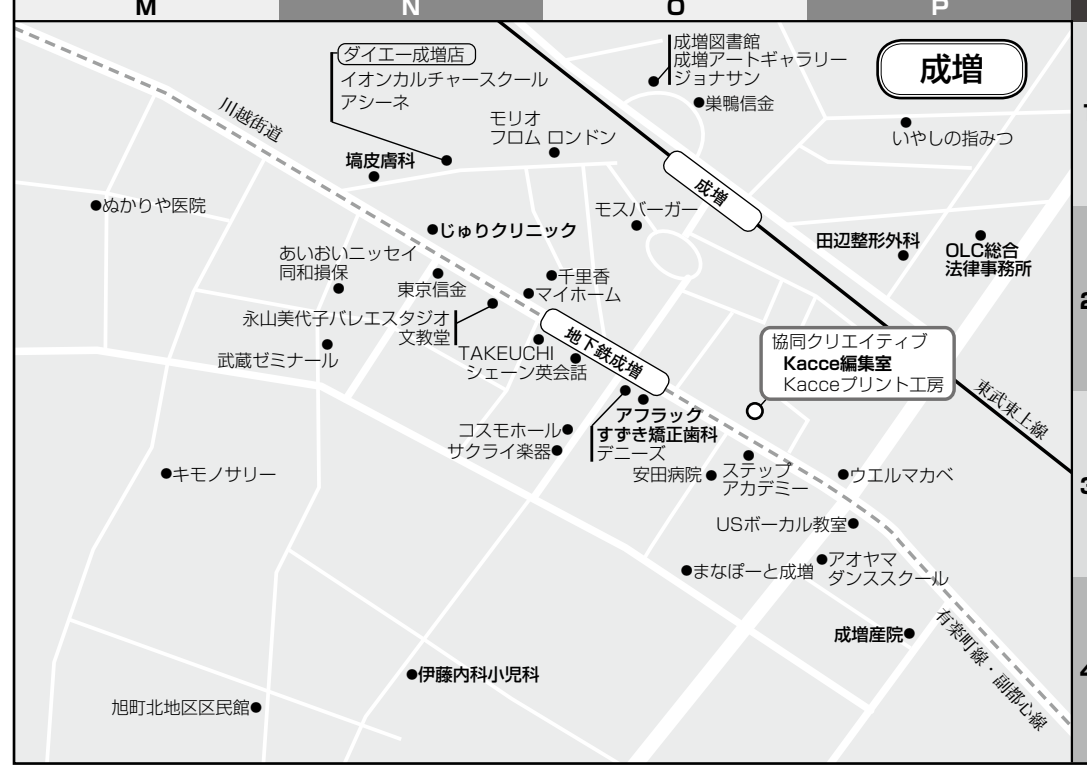 M
N
O
P
成増
ダイエー成増店
イオンカルチャースクール
アシーネ
成増図書館
成増アートギャラリー
ジョナサン
巣鴨信金
川越街道
モリオ
フロム ロンドン
いやしの指みつ
塙皮膚科
成増
ぬかりや医院
モスバーガー
じゅりクリニック
田辺整形外科
OLC総合
法律事務所
あいおいニッセイ
同和損保
東京信金
千里香
マイホーム
2
永山美代子バレエスタジオ
文教堂
地下鉄成増
武蔵ゼミナール
TAKEUCHI
シェーン英会話
協同クリエイティブ
Kacce編集室
Kacceプリント工房
東武東上線
アフラック
すずき矯正歯科
デニーズ
コスモホール
サクライ楽器
キモノサリー
安田病院
ステップ
アカデミー
ウエルマカベ
3
USボーカル教室
まなぽーと成増
アオヤマ
ダンススクール
成増産院
有楽町線・副都心線
伊藤内科小児科
4
旭町北地区区民館